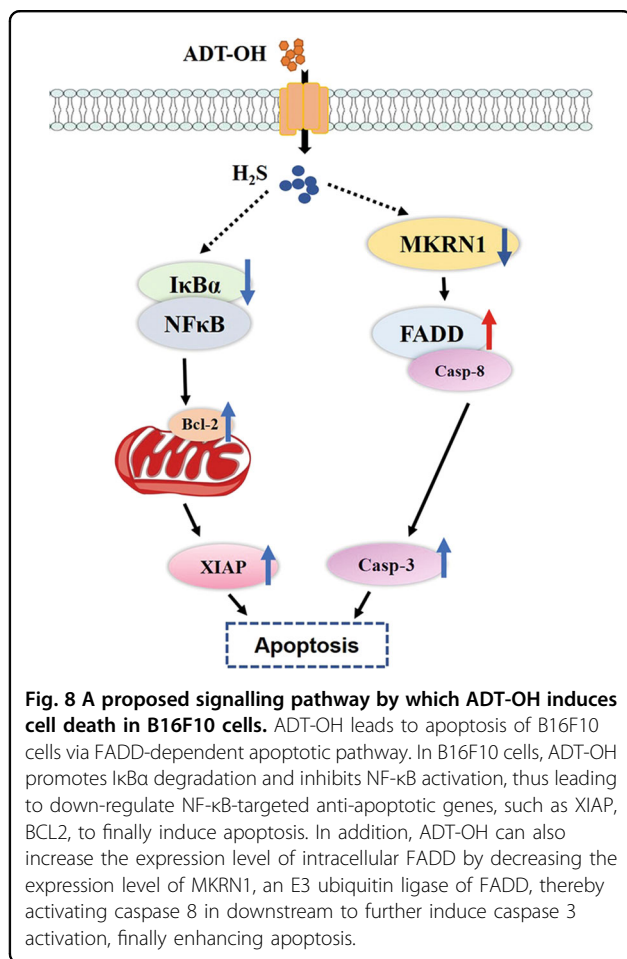 ADT-OH
H₂S
MKRN1
IκBα
NFκB
FADD
Casp-8
Bcl-2
XIAP
Casp-3
Apoptosis
Fig. 8 A proposed signalling pathway by which ADT-OH induces
cell death in B16F10 cells. ADT-OH leads to apoptosis of B16F10
cells via FADD-dependent apoptotic pathway. In B16F10 cells, ADT-OH
promotes IκBα degradation and inhibits NF-κB activation, thus leading
to down-regulate NF-κB-targeted anti-apoptotic genes, such as XIAP,
BCL2, to finally induce apoptosis. In addition, ADT-OH can also
increase the expression level of intracellular FADD by decreasing the
expression level of MKRN1, an E3 ubiquitin ligase of FADD, thereby
activating caspase 8 in downstream to further induce caspase 3
activation, finally enhancing apoptosis.